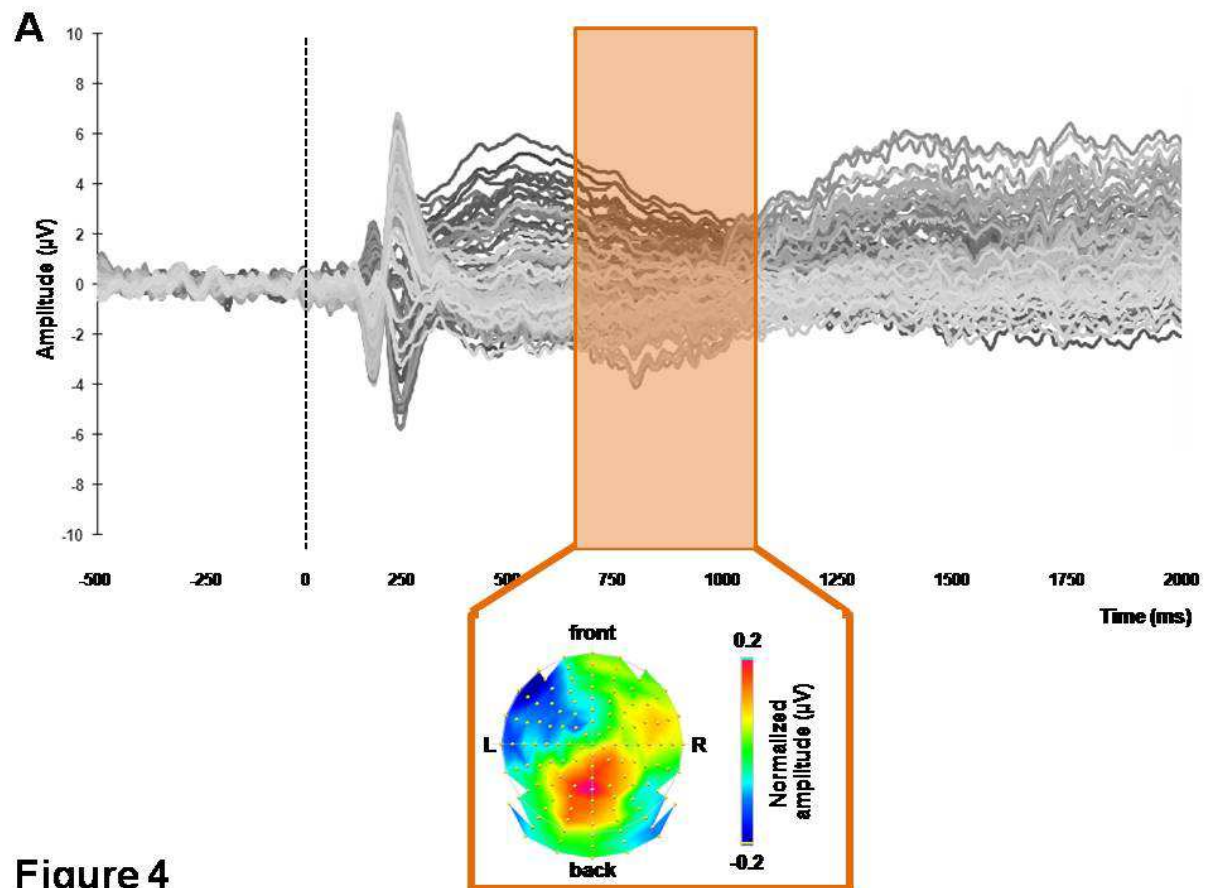 A
10
8
6
4
2
0
-2
-4
-6
-8
-10
Amplitude (µV)
-500 -250 0 250 500 750 1000 1250 1500 1750 2000
Time (ms)
front
L R
back
0.2
Normalized
amplitude (µV)
-0.2
Figure 4